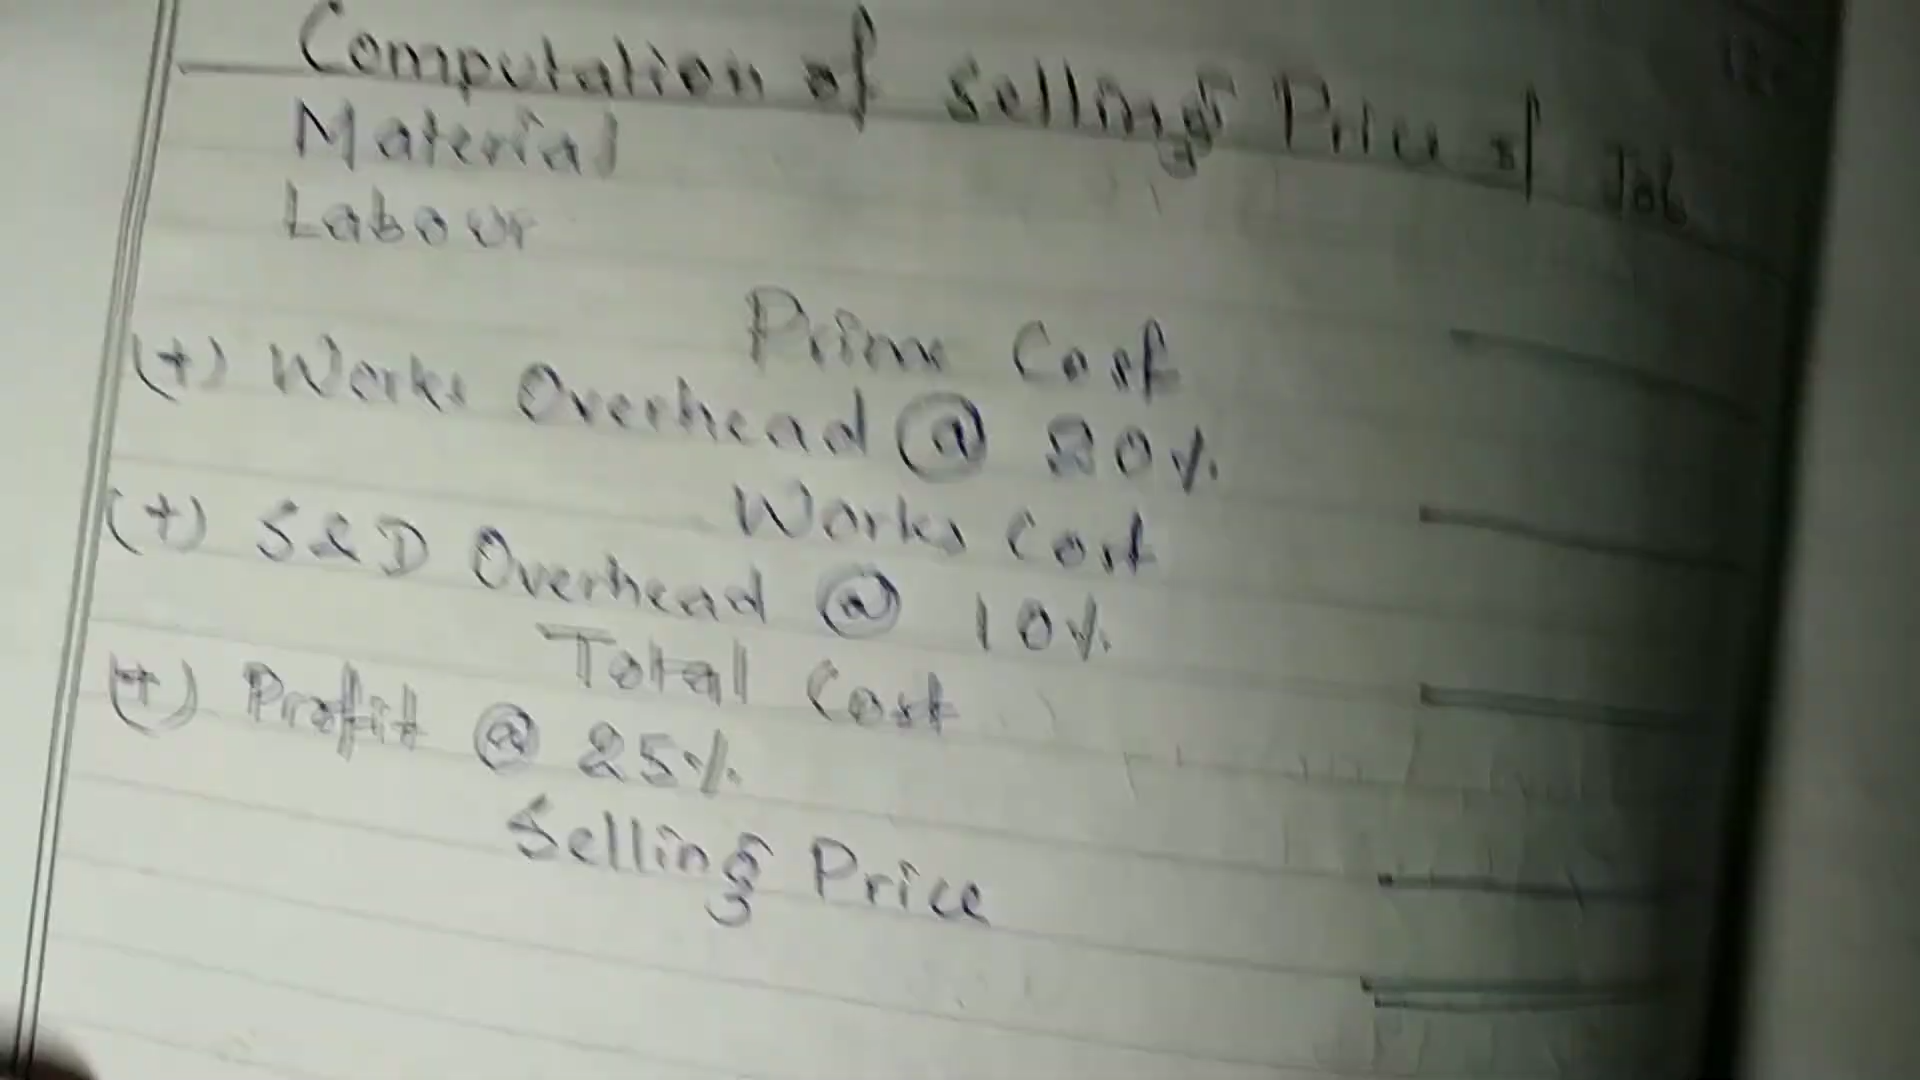 Computation of Selling Price of Job
Material
Labour
Prime Cost
(+) Works Overhead @ 20%
Works Cost
(+) S&D Overhead @ 10%
Total Cost
(+) Profit @ 25%
Selling Price